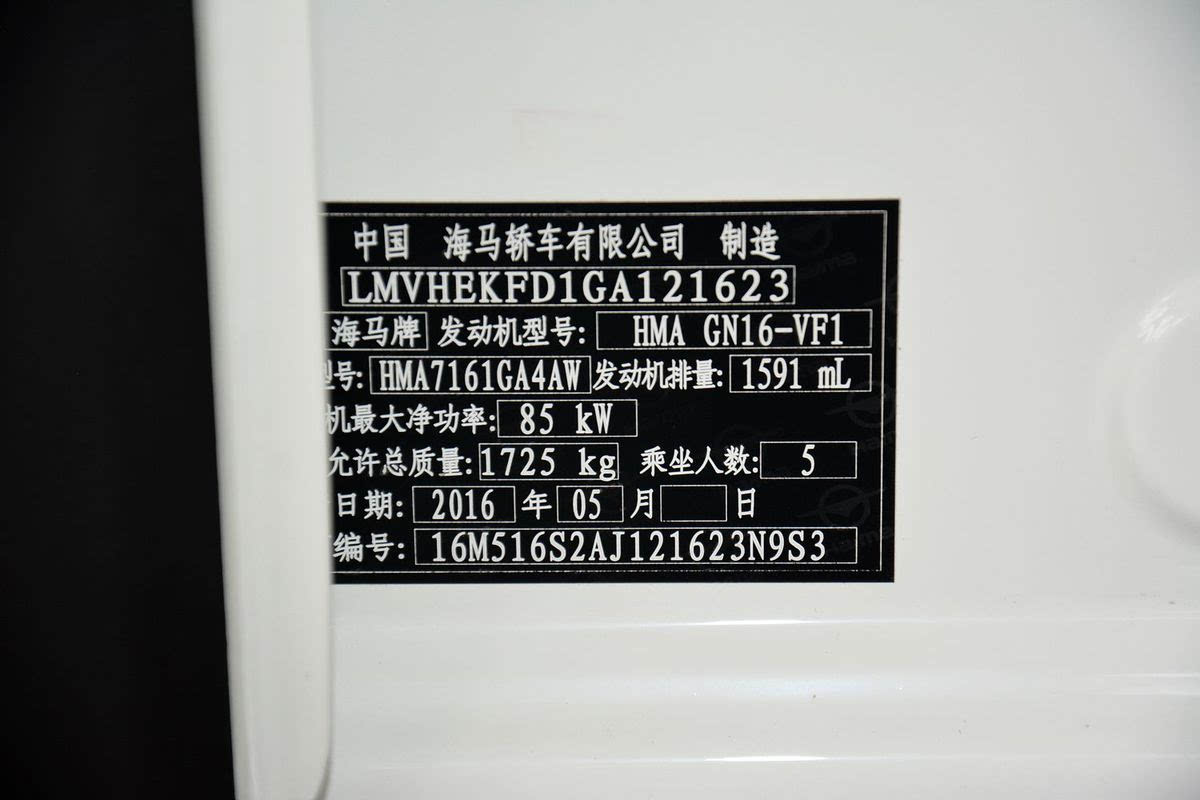 中国 海马轿车有限公司 制造
LMVHEKFD1GA121623
海马牌 发动机型号: HMA GN16-VF1
型号: HMA7161GA4AW 发动机排量: 1591 mL
机最大净功率: 85 kW
允许总质量: 1725 kg 乘坐人数: 5
日期: 2016 年 05 月 日
编号: 16M516S2AJ121623N9S3